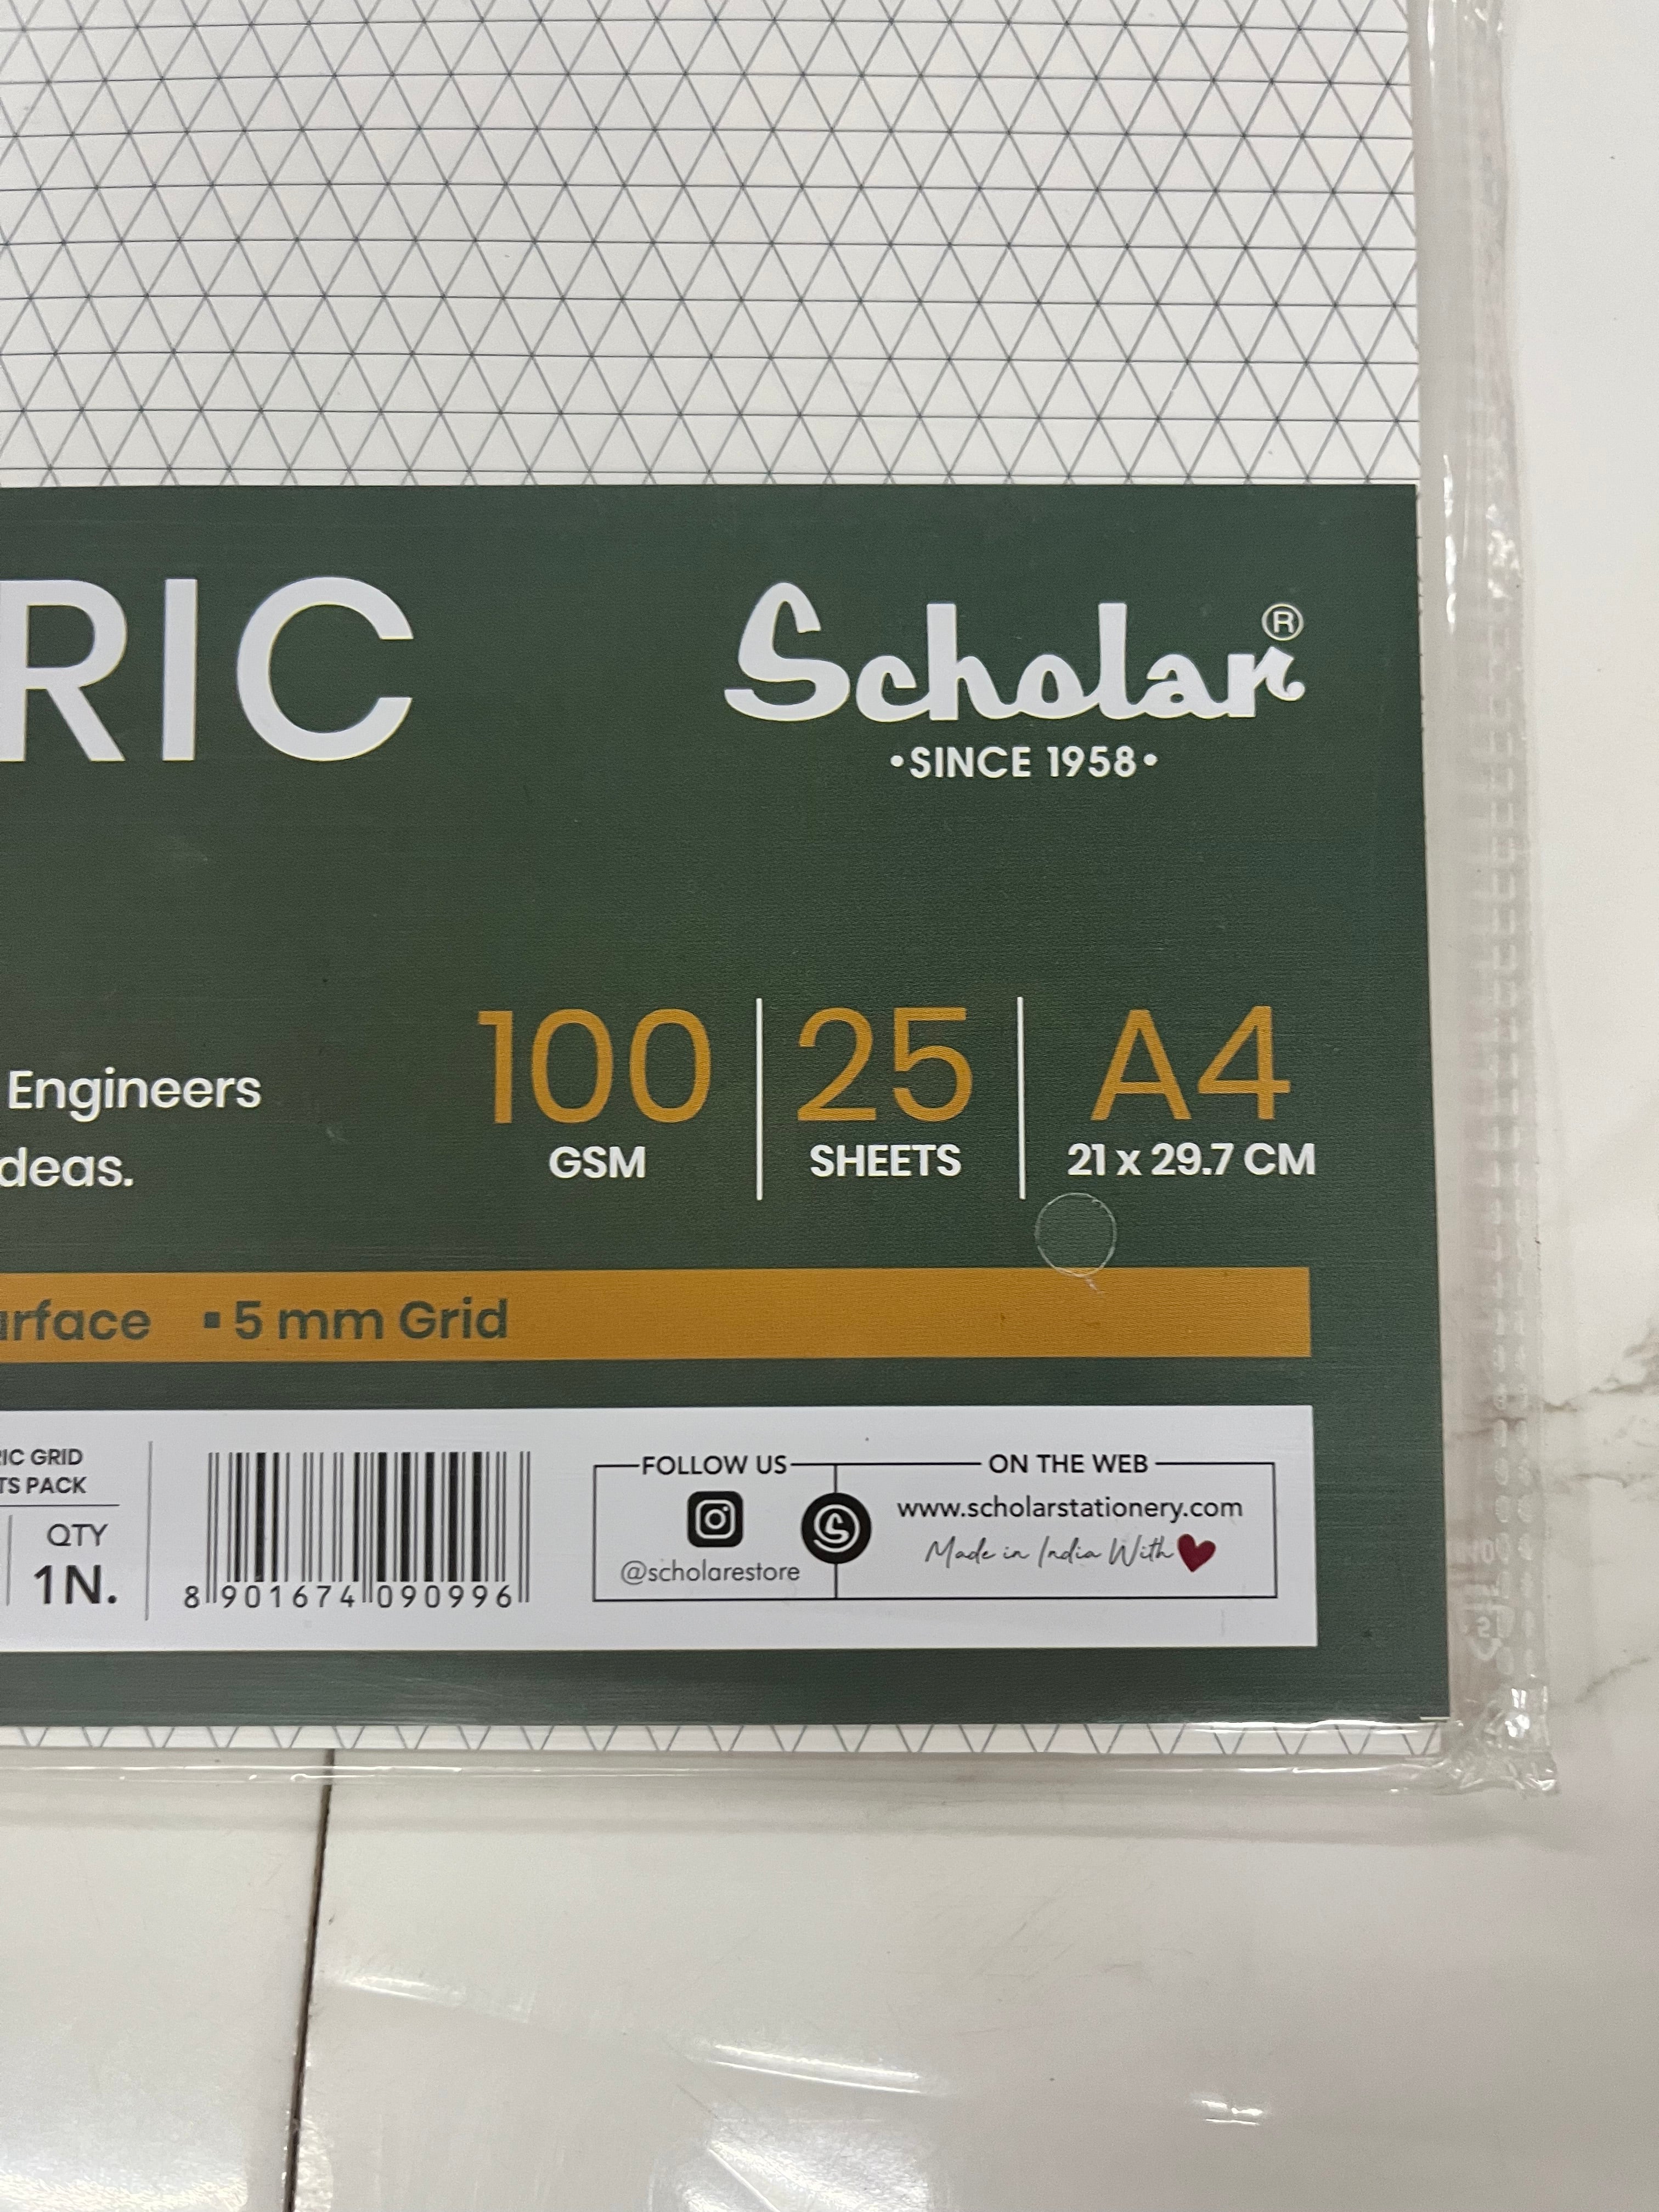 RIC
Scholar®
•SINCE 1958•
Engineers
deas.
100
GSM
25
SHEETS
A4
21 x 29.7 CM
urface ▪ 5 mm Grid
RIC GRID
TS PACK
QTY
1N.
8 901674 090996
FOLLOW US
@scholarestore
ON THE WEB
www.scholarstationery.com
Made in India With ❤